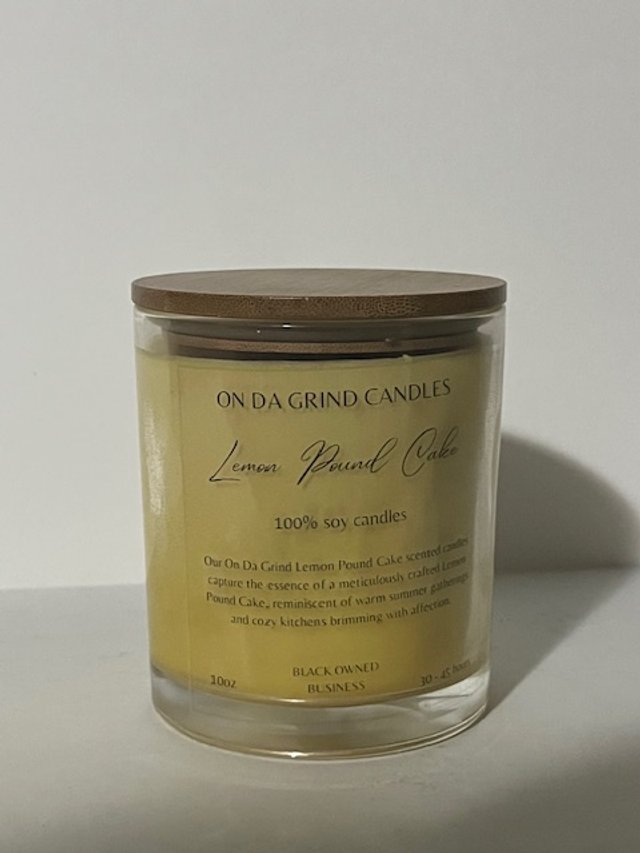 ON DA GRIND CANDLES
Lemon Pound Cake
100% soy candles
Our On Da Grind Lemon Pound Cake scented candles
capture the essence of a meticulously crafted Lemon
Pound Cake, reminiscent of warm summer gatherings
and cozy kitchens brimming with affection.
10oz
BLACK OWNED
BUSINESS
30 - 45 hours